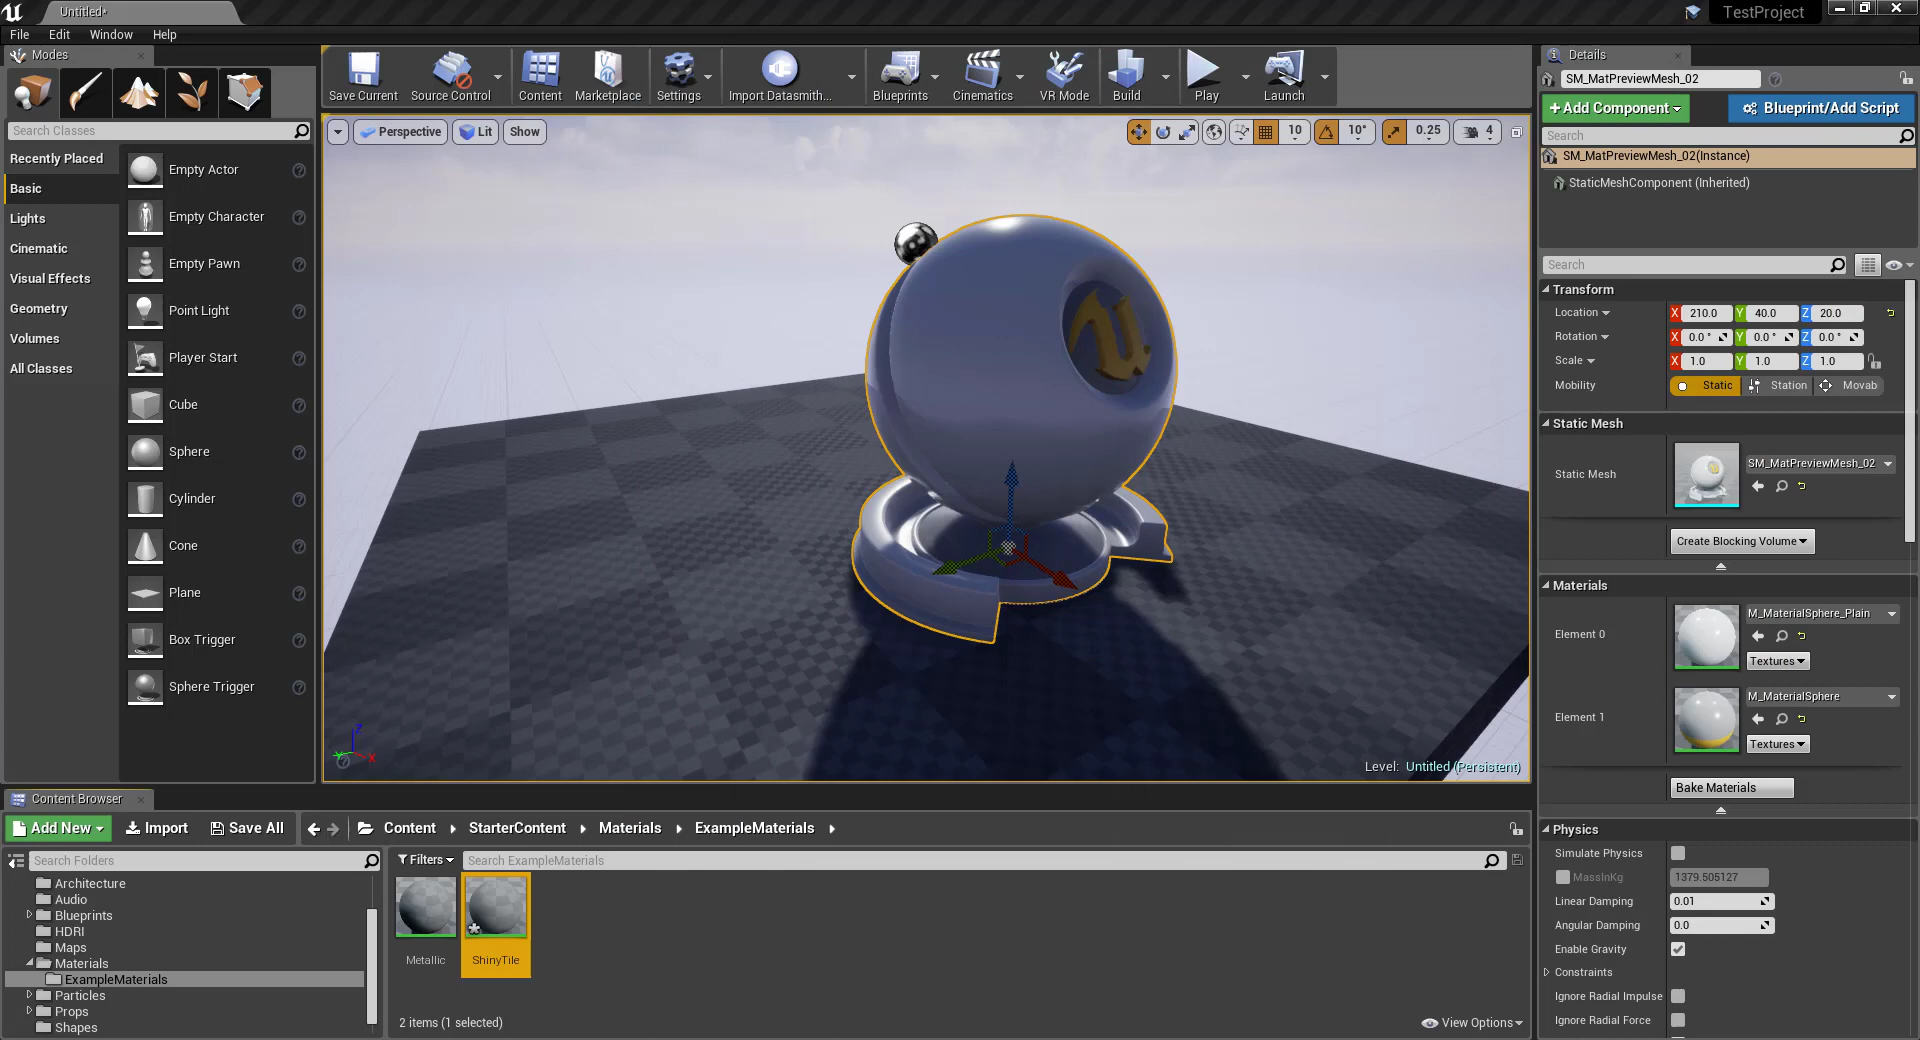 Untitled*
TestProject
File Edit Window Help
Modes
Search Classes
Recently Placed
Basic
Lights
Cinematic
Visual Effects
Geometry
Volumes
All Classes
Empty Actor
Empty Character
Empty Pawn
Point Light
Player Start
Cube
Sphere
Cylinder
Cone
Plane
Box Trigger
Sphere Trigger
Save Current
Source Control
Content
Marketplace
Settings
Import Datasmith...
Blueprints
Cinematics
VR Mode
Build
Play
Launch
Perspective Lit Show
10 10° 0.25 4
Z
Y X
Level: Untitled (Persistent)
Content Browser
Add New Import Save All Content StarterContent Materials ExampleMaterials
Search Folders
Architecture
Audio
Blueprints
HDRI
Maps
Materials
ExampleMaterials
Particles
Props
Shapes
Filters Search ExampleMaterials
Metallic
ShinyTile
2 items (1 selected)
View Options
Details
SM_MatPreviewMesh_02
+Add Component Blueprint/Add Script
Search
SM_MatPreviewMesh_02(Instance)
StaticMeshComponent (Inherited)
Search
Transform
Location X 210.0 Y 40.0 Z 20.0
Rotation X 0.0 ° Y 0.0 ° Z 0.0 °
Scale X 1.0 Y 1.0 Z 1.0
Mobility Static Station Movab
Static Mesh
Static Mesh SM_MatPreviewMesh_02
Create Blocking Volume
Materials
Element 0 M_MaterialSphere_Plain
Textures
Element 1 M_MaterialSphere
Textures
Bake Materials
Physics
Simulate Physics
MassInKg 1379.505127
Linear Damping 0.01
Angular Damping 0.0
Enable Gravity
Constraints
Ignore Radial Impulse
Ignore Radial Force